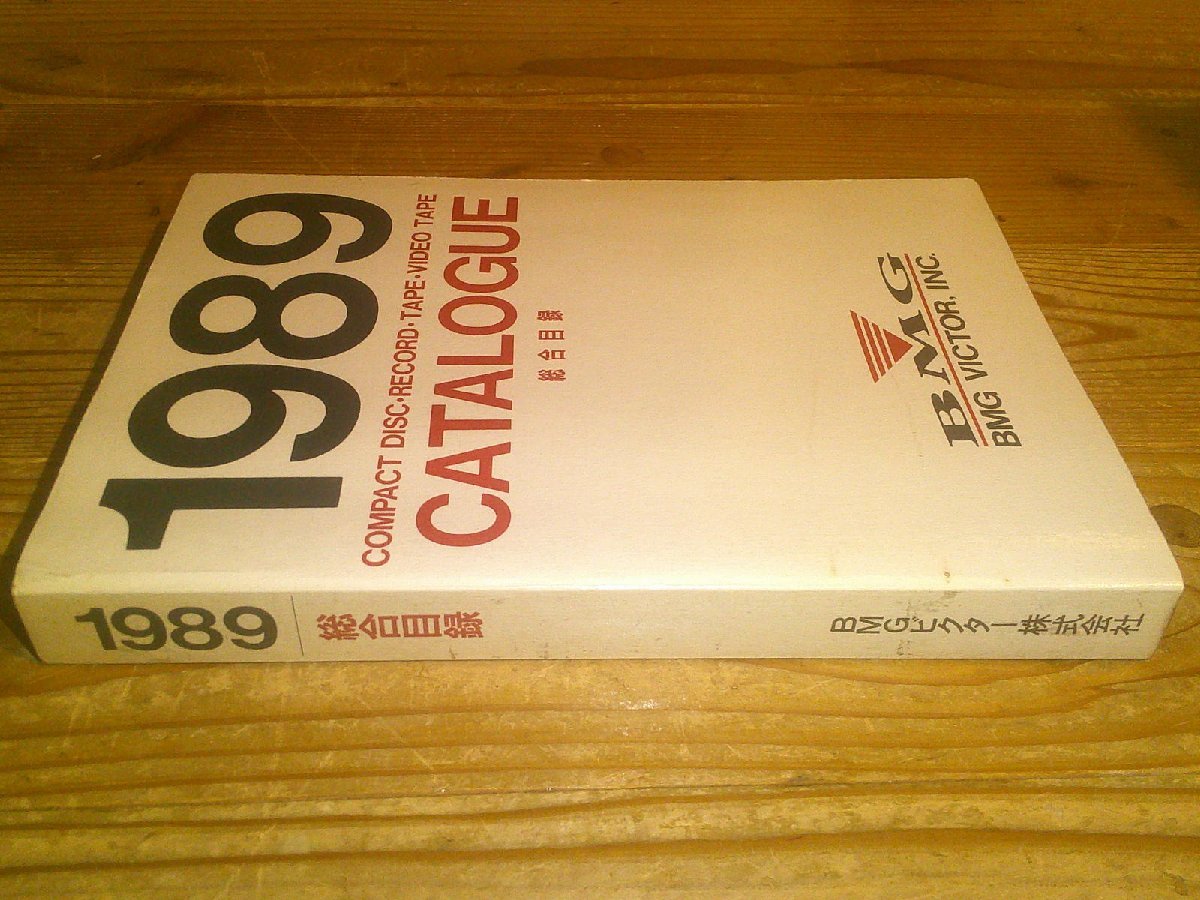 1989
COMPACT DISC・RECORD・TAPE・VIDEO TAPE
CATALOGUE
総合目録
BMG
BMG VICTOR, INC.
1989
総合目録
BMGビクター株式会社